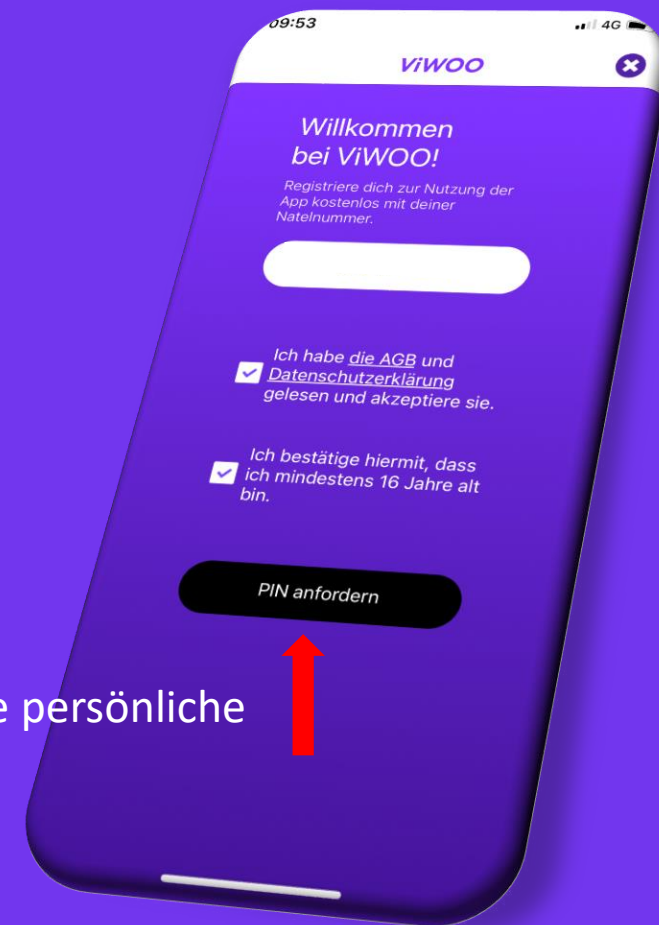 09:53
4G
ViWOO
Willkommen
bei ViWOO!
Registriere dich zur Nutzung der
App kostenlos mit deiner
Natelnummer.
Ich habe die AGB und
Datenschutzerklärung
gelesen und akzeptiere sie.
Ich bestätige hiermit, dass
ich mindestens 16 Jahre alt
bin.
PIN anfordern
e persönliche